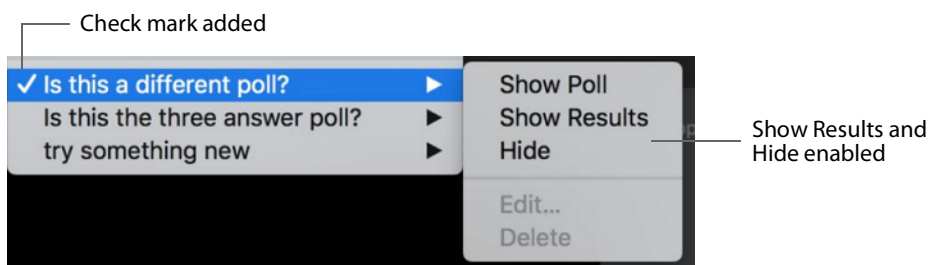 Check mark added
✓ Is this a different poll? ▶
Is this the three answer poll? ▶
try something new ▶
Show Poll
Show Results
Hide
Edit...
Delete
Show Results and
Hide enabled